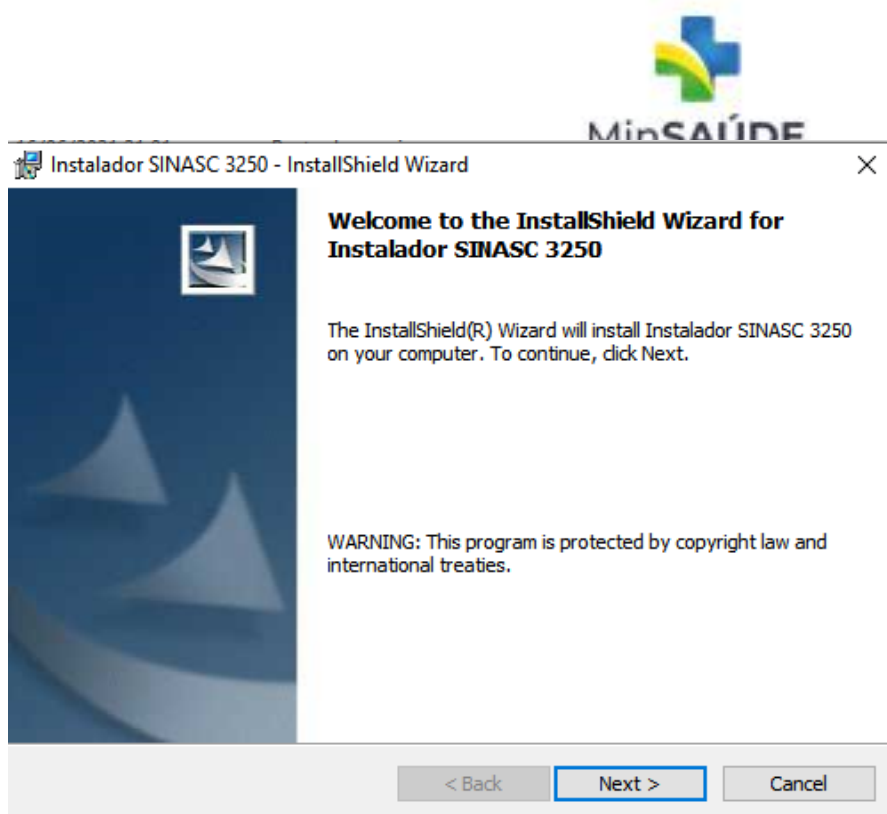 MinSAÚDE
Instalador SINASC 3250 - InstallShield Wizard
Welcome to the InstallShield Wizard for
Instalador SINASC 3250
The InstallShield(R) Wizard will install Instalador SINASC 3250
on your computer. To continue, click Next.
WARNING: This program is protected by copyright law and
international treaties.
< Back
Next >
Cancel